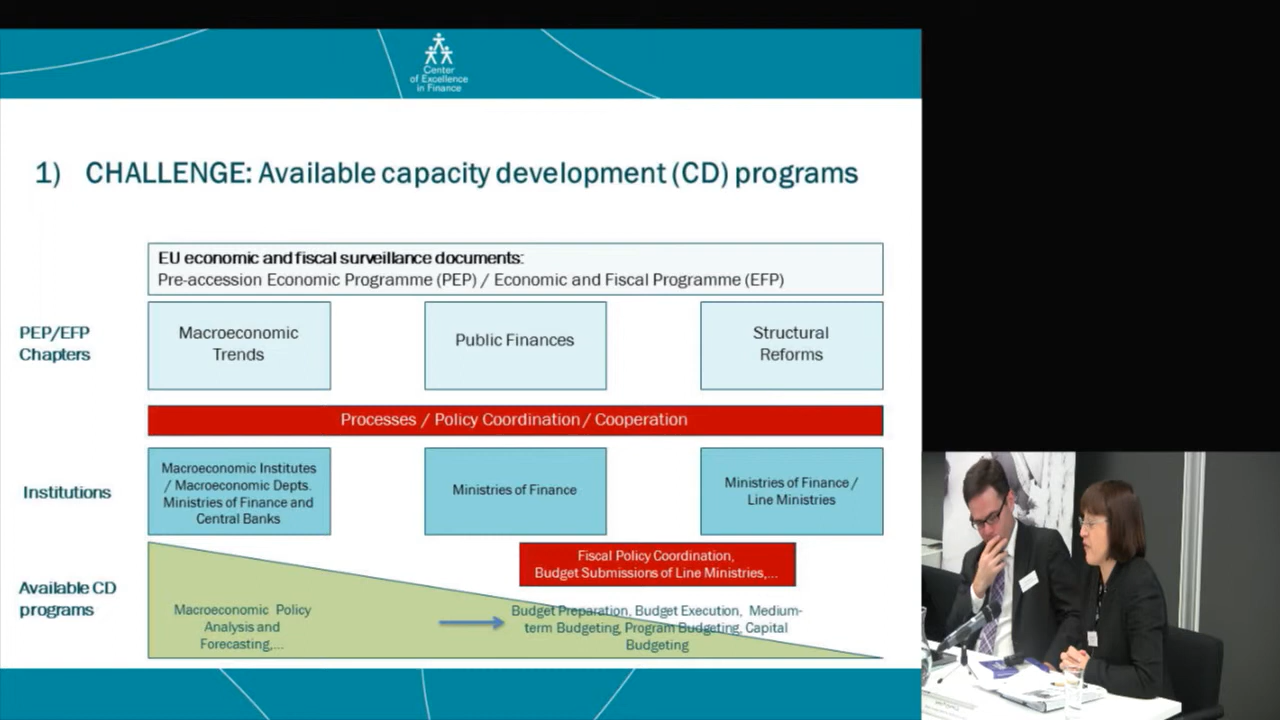 Center
of Excellence
in Finance
1) CHALLENGE: Available capacity development (CD) programs
EU economic and fiscal surveillance documents:
Pre-accession Economic Programme (PEP) / Economic and Fiscal Programme (EFP)
PEP/EFP
Chapters
Macroeconomic
Trends
Public Finances
Structural
Reforms
Processes / Policy Coordination / Cooperation
Institutions
Macroeconomic Institutes
/ Macroeconomic Depts.
Ministries of Finance and
Central Banks
Ministries of Finance
Ministries of Finance /
Line Ministries
Available CD
programs
Fiscal Policy Coordination,
Budget Submissions of Line Ministries,...
Macroeconomic Policy
Analysis and
Forecasting,...
Budget Preparation, Budget Execution, Medium-
term Budgeting, Program Budgeting, Capital
Budgeting